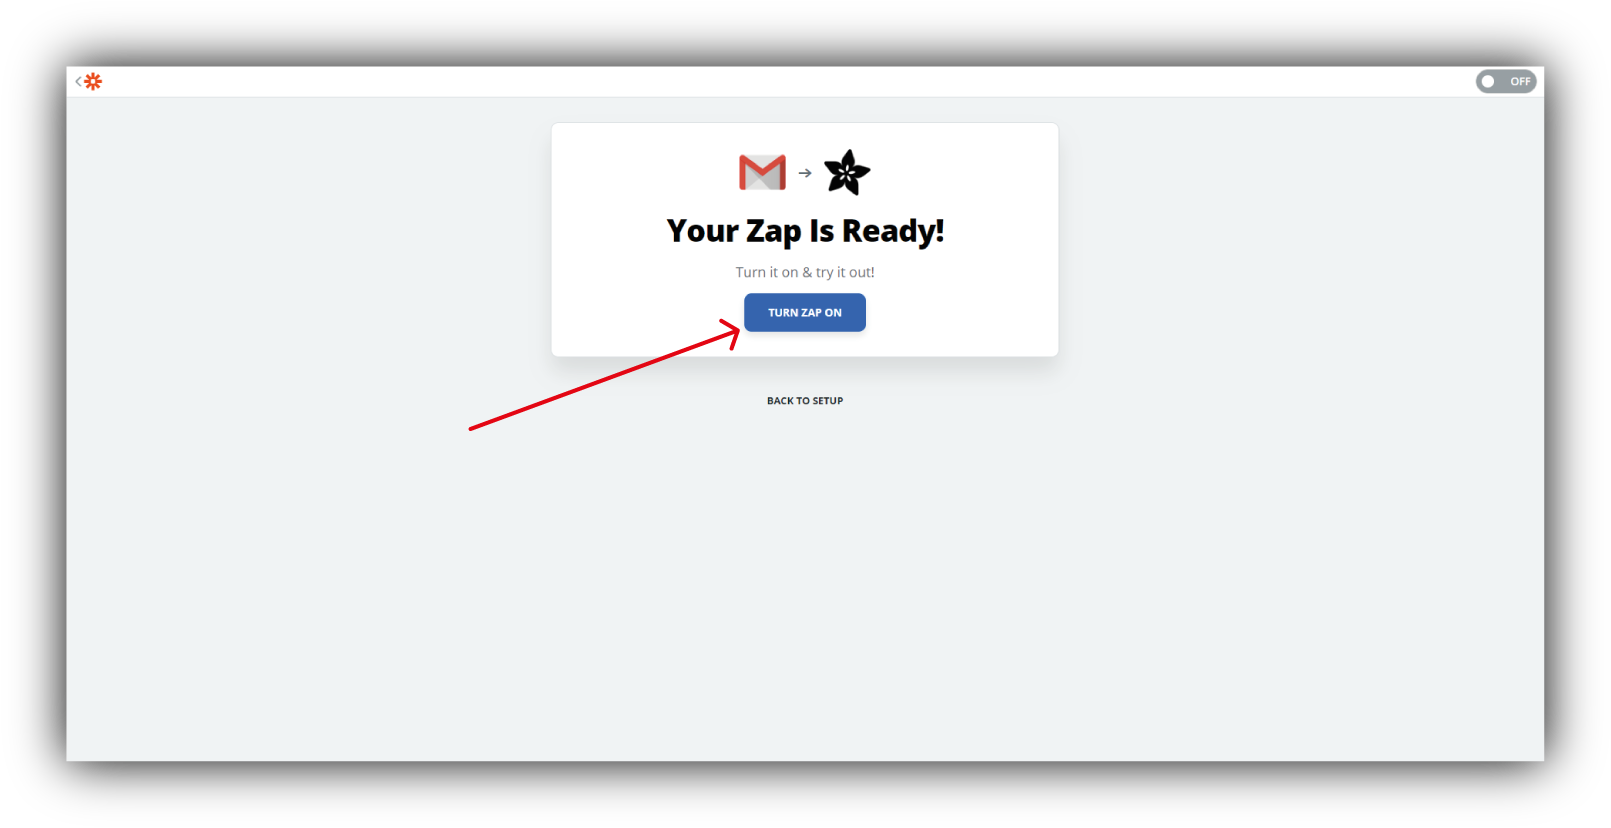 OFF
Your Zap Is Ready!
Turn it on & try it out!
TURN ZAP ON
BACK TO SETUP